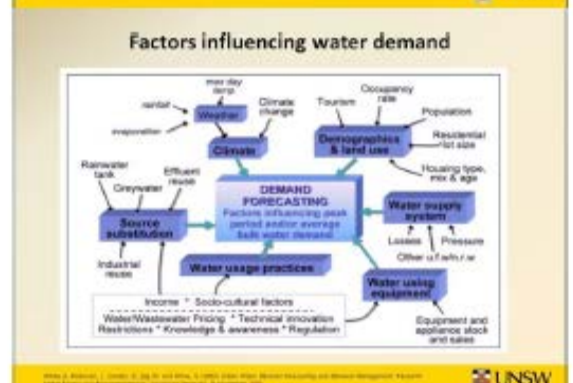 Factors influencing water demand
max day
temp
rainfall
Weather
evaporation
Climate
change
Climate
Tourism
Occupancy
rate
Population
Demographics
& land use
Residential
lot size
Housing type,
mix & age
Rainwater
tank
Greywater
Effluent
reuse
Source
substitution
Industrial
reuse
DEMAND
FORECASTING
Factors influencing peak
period and/or average
bulk water demand
Water supply
system
Losses
Pressure
Other u.f.w/n.r.w
Water usage practices
Water using
equipment
Equipment and
appliance stock
and sales
Income * Socio-cultural factors
Water/Wastewater Pricing * Technical innovation
Restrictions * Knowledge & awareness * Regulation
UNSW